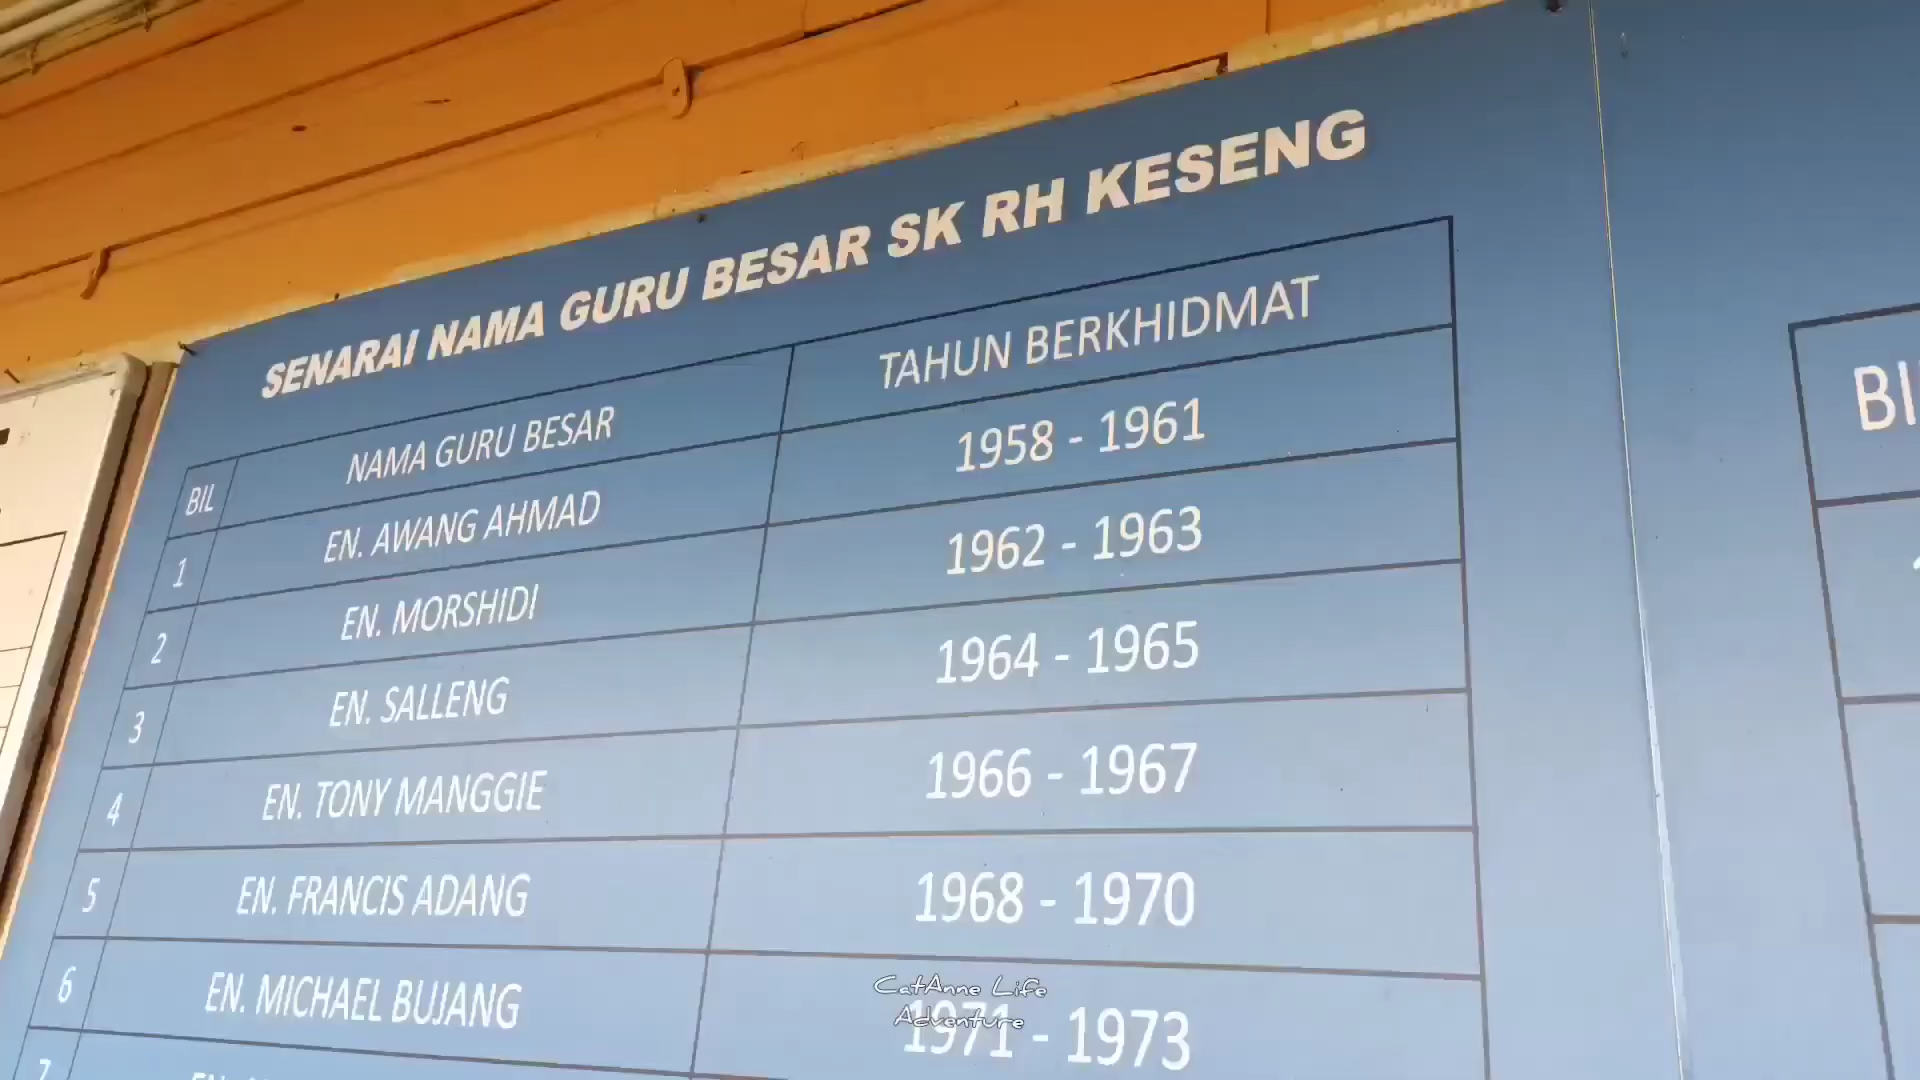 SENARAI NAMA GURU BESAR SK RH KESENG
BIL NAMA GURU BESAR TAHUN BERKHIDMAT
1 EN. AWANG AHMAD 1958 - 1961
2 EN. MORSHIDI 1962 - 1963
3 EN. SALLENG 1964 - 1965
4 EN. TONY MANGGIE 1966 - 1967
5 EN. FRANCIS ADANG 1968 - 1970
6 EN. MICHAEL BUJANG 1971 - 1973
7
CatAnne Life
Adventure